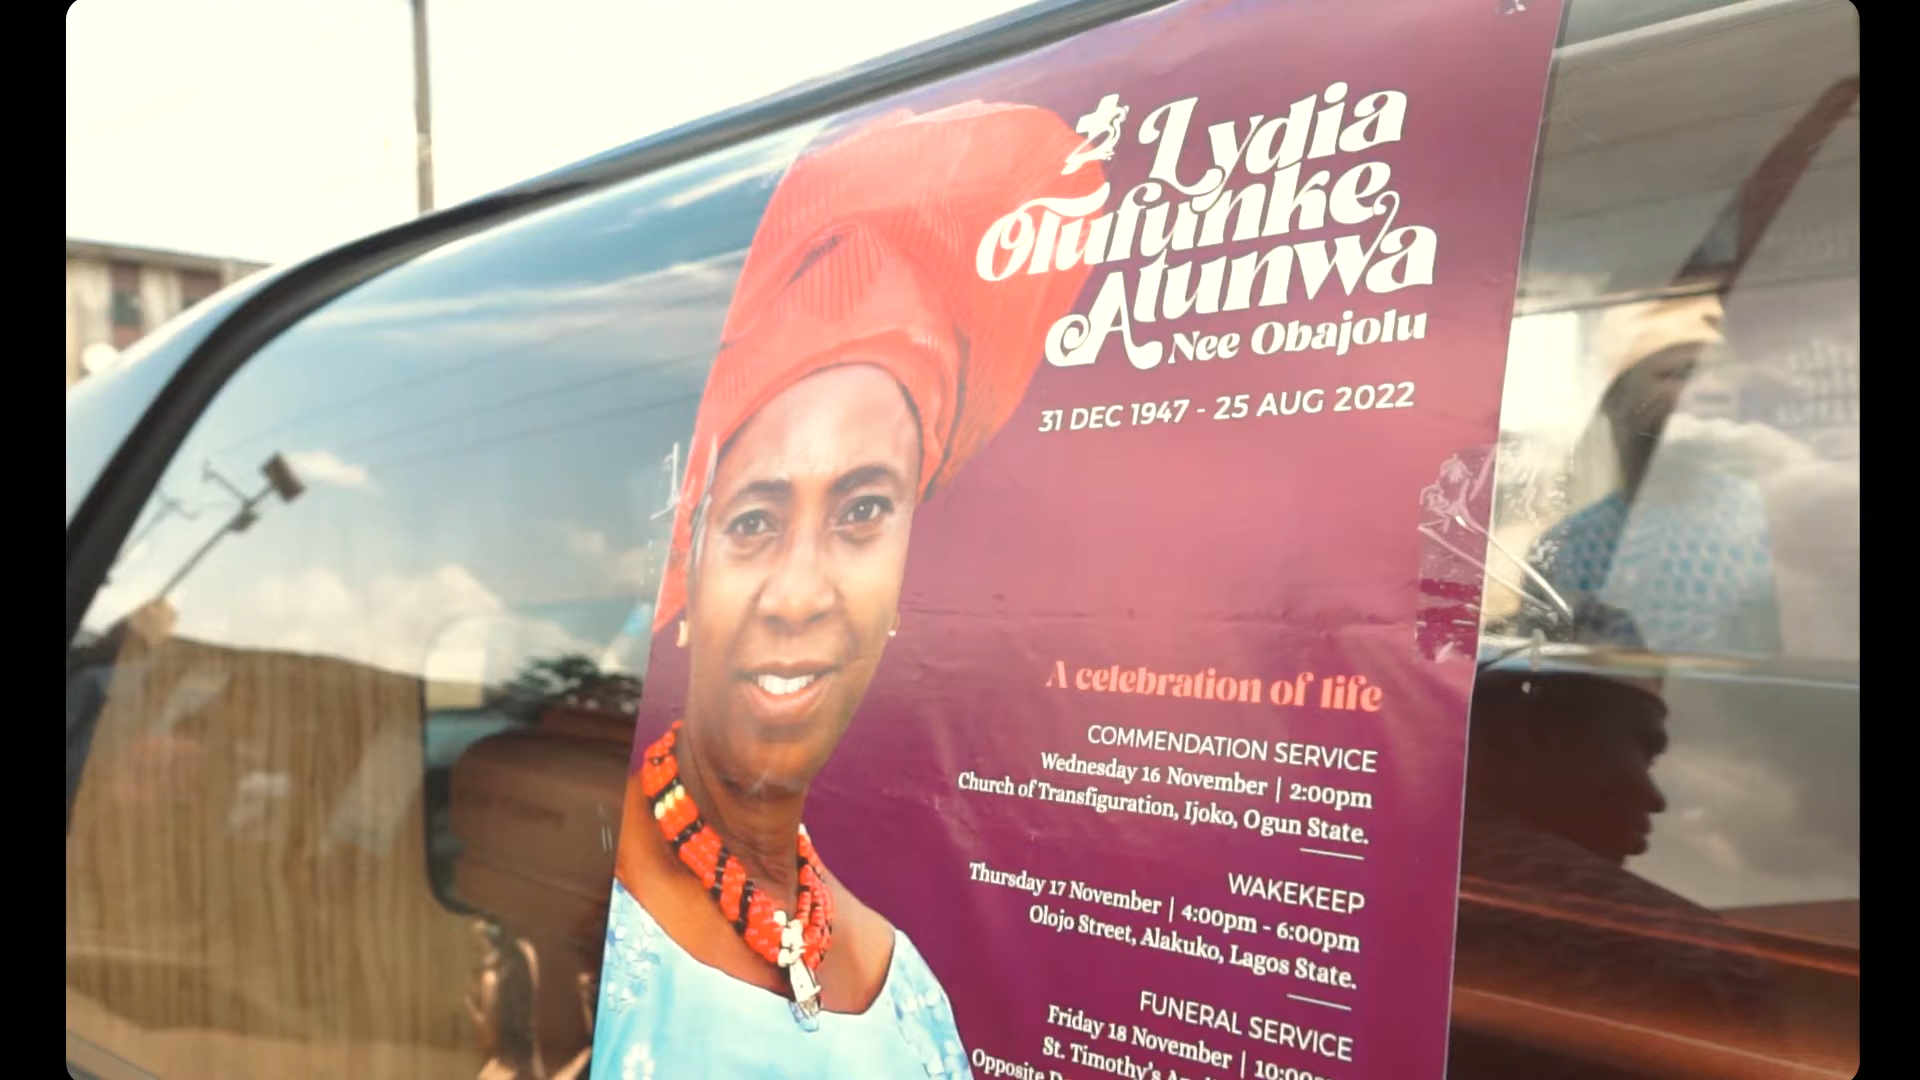 Lydia
Olufunke
Atunwa
Nee Obajolu
31 DEC 1947 - 25 AUG 2022
A celebration of life
COMMENDATION SERVICE
Wednesday 16 November | 2:00pm
Church of Transfiguration, Ijoko, Ogun State.
WAKEKEEP
Thursday 17 November | 4:00pm - 6:00pm
Olojo Street, Alakuko, Lagos State.
FUNERAL SERVICE
Friday 18 November |
St. Timothy's
Opposite